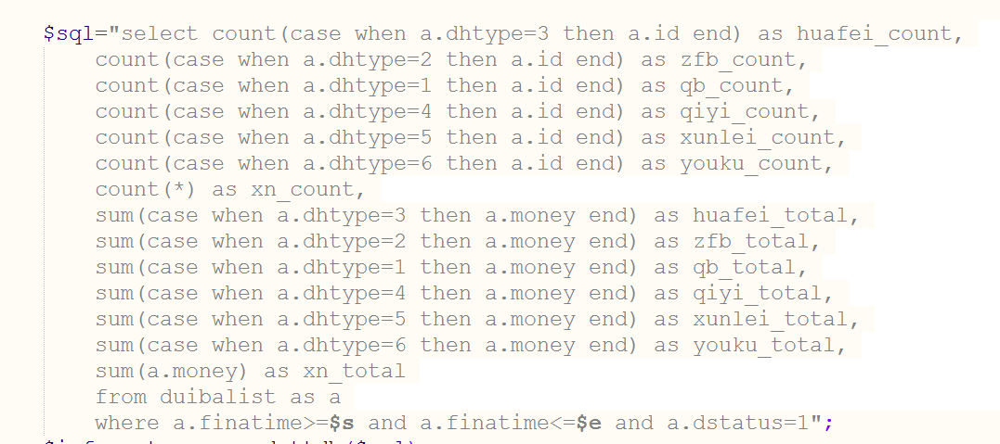 $sql="select count(case when a.dhtype=3 then a.id end) as huafei_count,
count(case when a.dhtype=2 then a.id end) as zfb_count,
count(case when a.dhtype=1 then a.id end) as qb_count,
count(case when a.dhtype=4 then a.id end) as qiyi_count,
count(case when a.dhtype=5 then a.id end) as xunlei_count,
count(case when a.dhtype=6 then a.id end) as youku_count,
count(*) as xn_count,
sum(case when a.dhtype=3 then a.money end) as huafei_total,
sum(case when a.dhtype=2 then a.money end) as zfb_total,
sum(case when a.dhtype=1 then a.money end) as qb_total,
sum(case when a.dhtype=4 then a.money end) as qiyi_total,
sum(case when a.dhtype=5 then a.money end) as xunlei_total,
sum(case when a.dhtype=6 then a.money end) as youku_total,
sum(a.money) as xn_total
from duibalist as a
where a.finatime>=$s and a.finatime<=$e and a.dstatus=1";